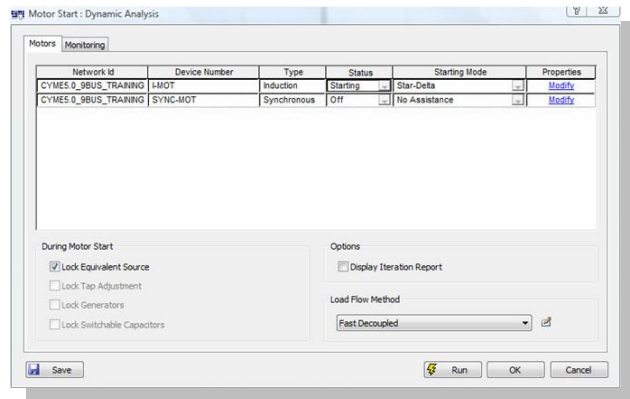 Motor Start : Dynamic Analysis
Motors Monitoring
Network Id Device Number Type Status Starting Mode Properties
CYME5.0_9BUS_TRAINING I-MOT Induction Starting Star-Delta Modify
CYME5.0_9BUS_TRAINING SYNC-MOT Synchronous Off No Assistance Modify
During Motor Start
Lock Equivalent Source
Lock Tap Adjustment
Lock Generators
Lock Switchable Capacitors
Options
Display Iteration Report
Load Flow Method
Fast Decoupled
Save Run OK Cancel